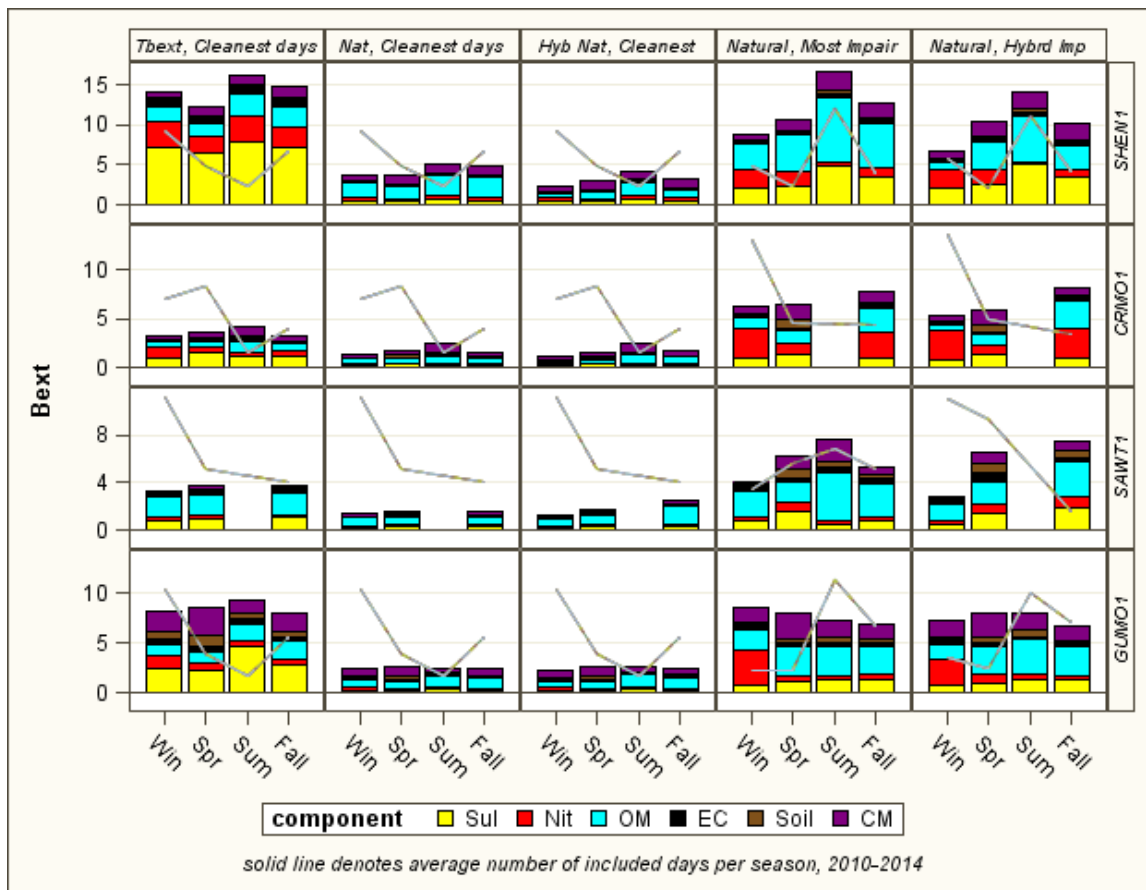 Tbext, Cleanest days
Nat, Cleanest days
Hyb Nat, Cleanest
Natural, Most Impair
Natural, Hybrd Imp
15
10
5
0
SHEN1
10
5
0
CRIMO1
8
4
0
SAWT1
10
5
0
GUMO1
Bext
Win Spr Sum Fall
Win Spr Sum Fall
Win Spr Sum Fall
Win Spr Sum Fall
Win Spr Sum Fall
component Sul Nit OM EC Soil CM
solid line denotes average number of included days per season, 2010–2014